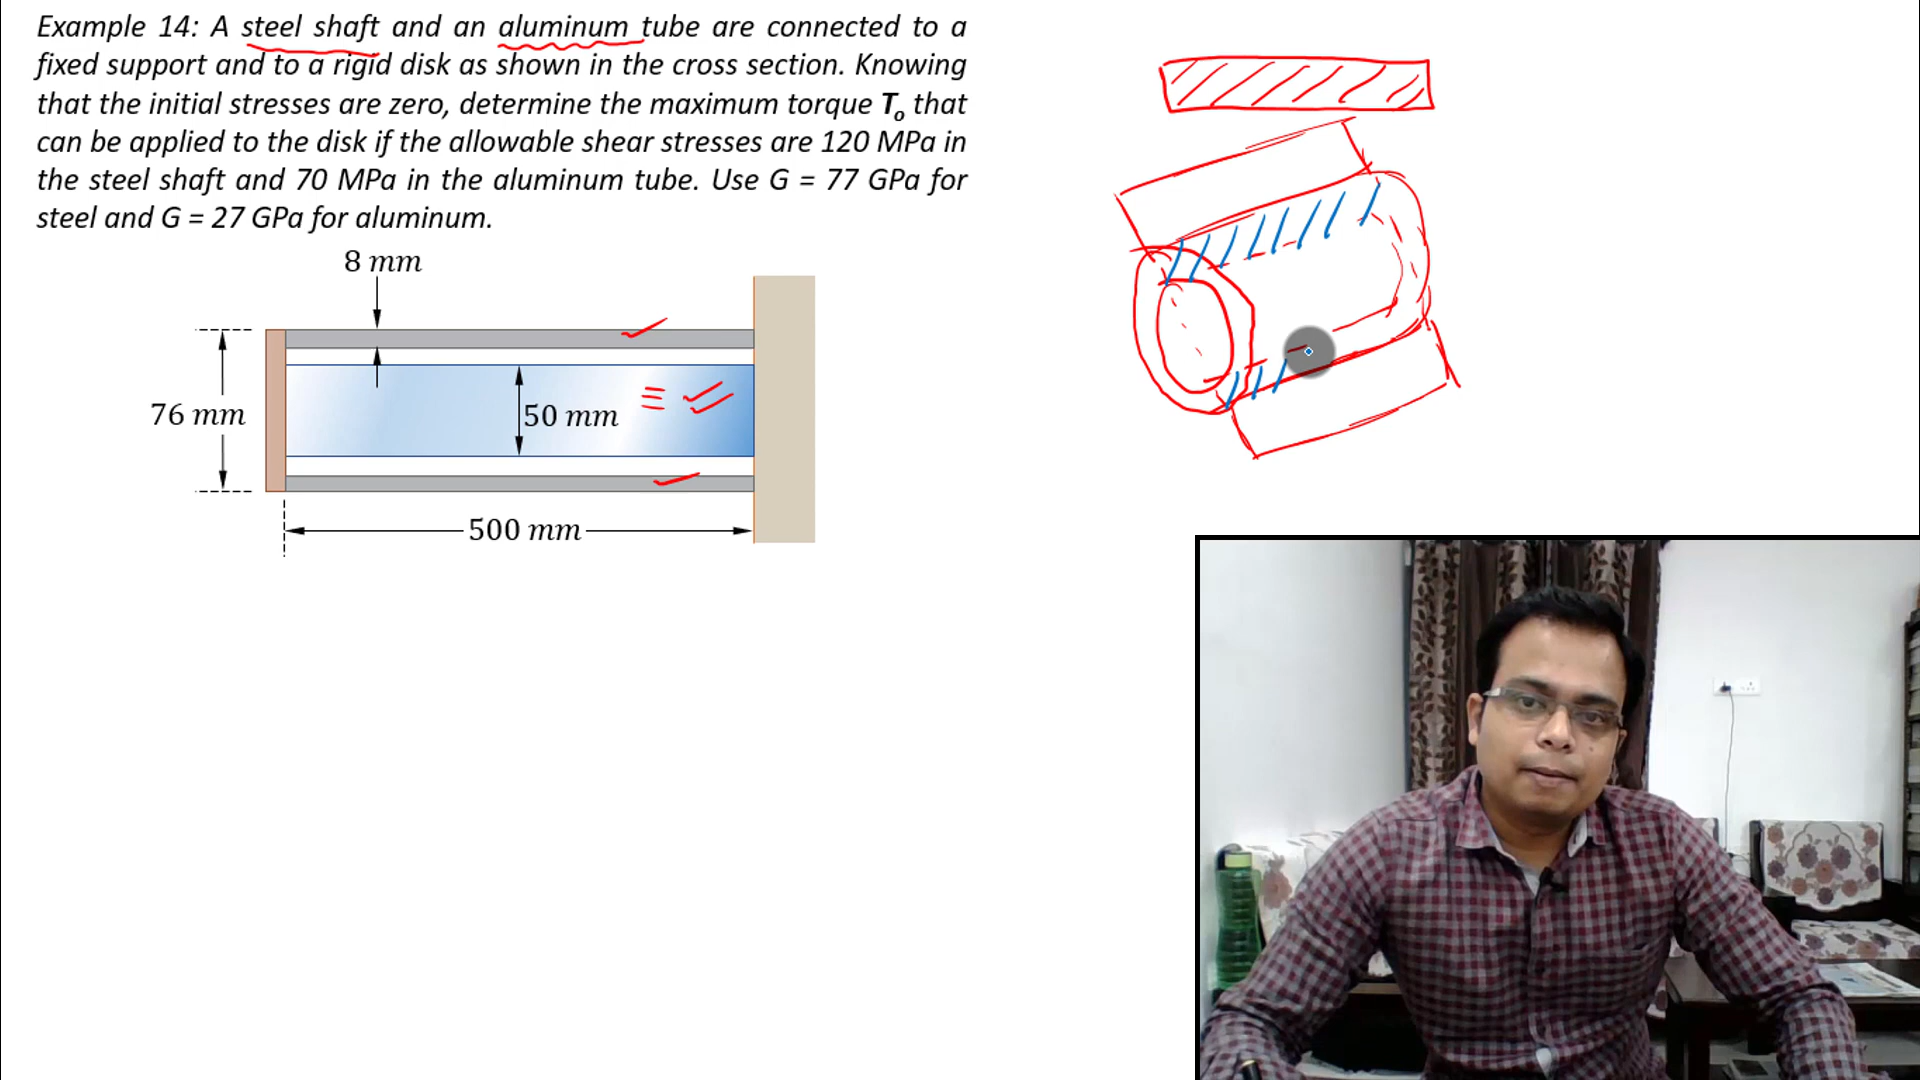 Example 14: A steel shaft and an aluminum tube are connected to a
fixed support and to a rigid disk as shown in the cross section. Knowing
that the initial stresses are zero, determine the maximum torque Tₒ that
can be applied to the disk if the allowable shear stresses are 120 MPa in
the steel shaft and 70 MPa in the aluminum tube. Use G = 77 GPa for
steel and G = 27 GPa for aluminum.
8 mm
76 mm
50 mm
500 mm